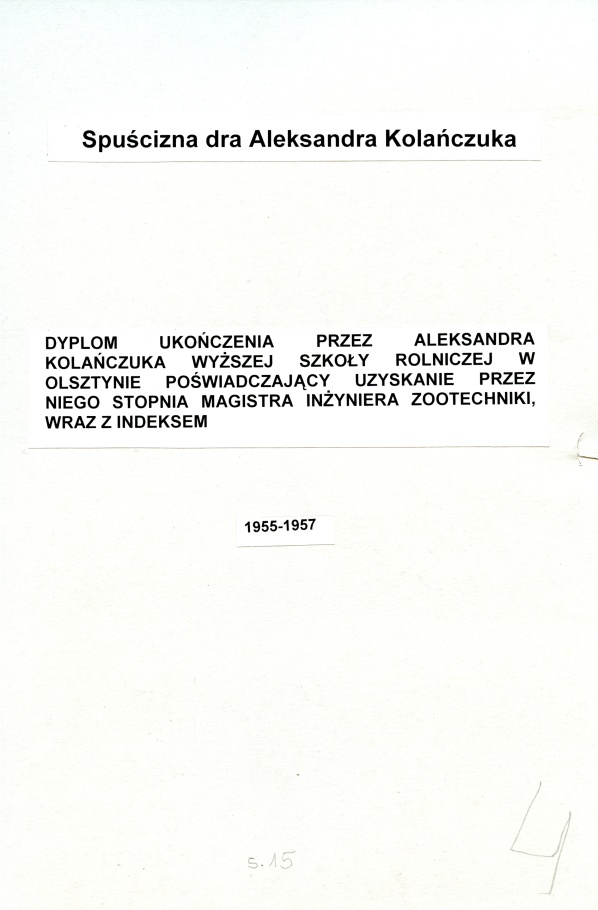 Spuścizna dra Aleksandra Kolańczuka
DYPLOM UKOŃCZENIA PRZEZ ALEKSANDRA
KOLAŃCZUKA WYŻSZEJ SZKOŁY ROLNICZEJ W
OLSZTYNIE POŚWIADCZAJĄCY UZYSKANIE PRZEZ
NIEGO STOPNIA MAGISTRA INŻYNIERA ZOOTECHNIKI,
WRAZ Z INDEKSEM
1955-1957
s. 15
4